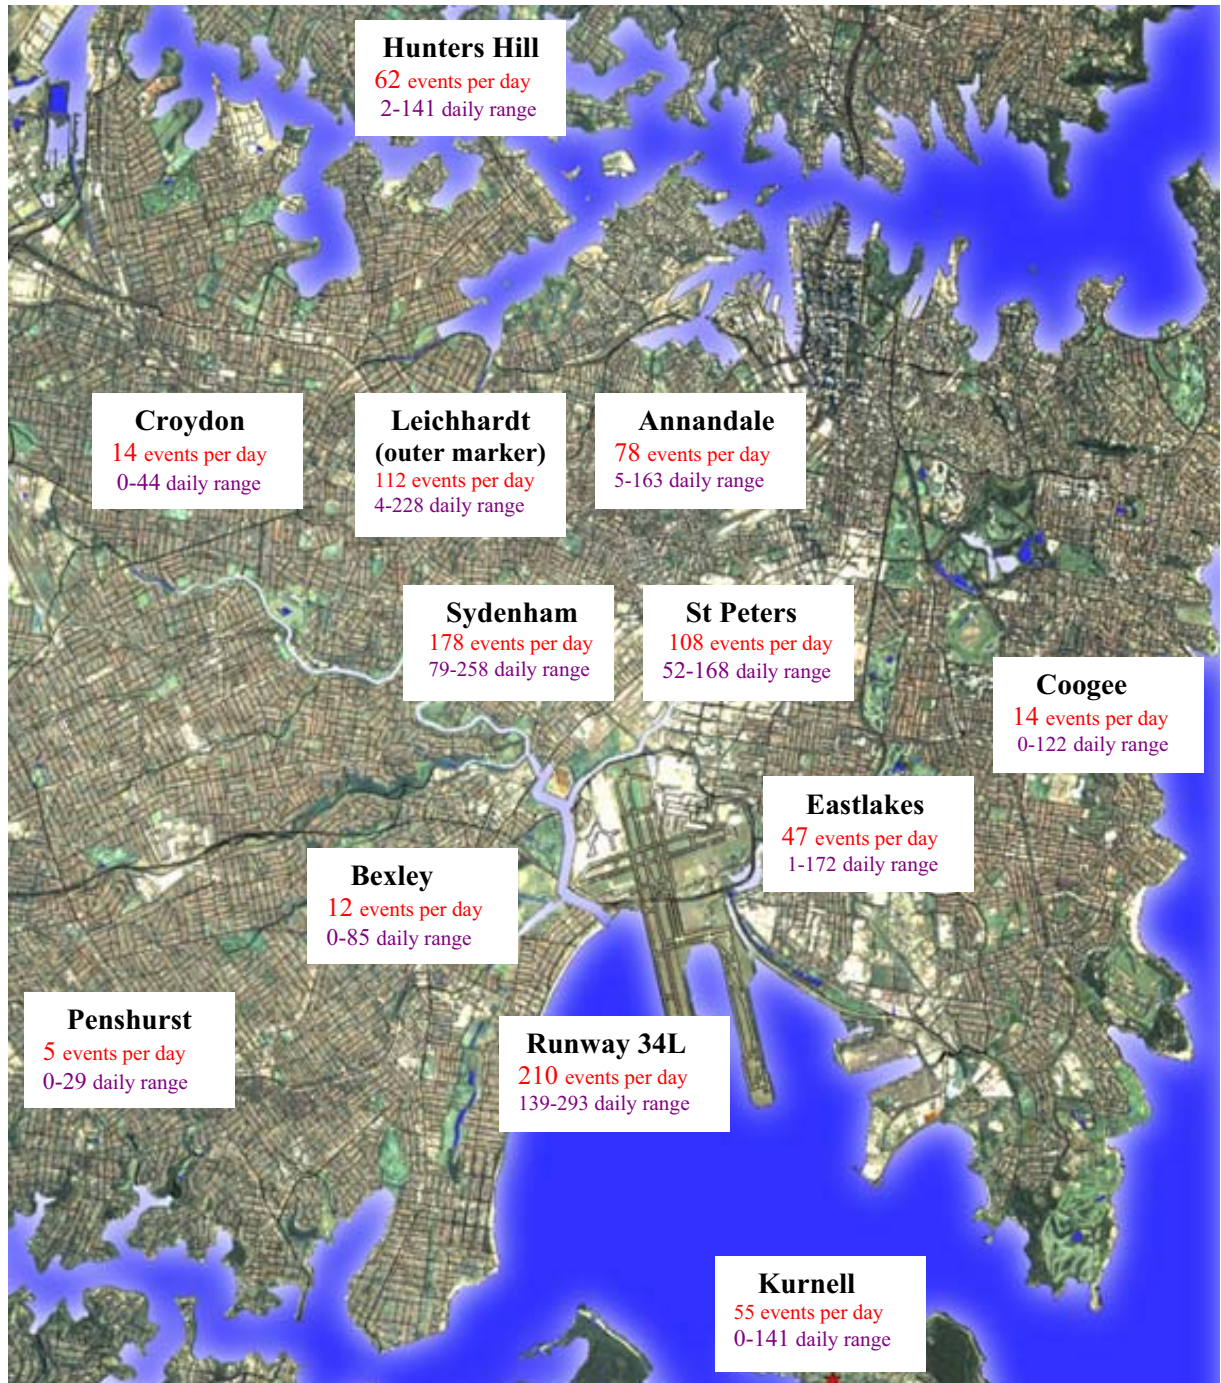 Hunters Hill
62 events per day
2-141 daily range
Croydon
14 events per day
0-44 daily range
Leichhardt
(outer marker)
112 events per day
4-228 daily range
Annandale
78 events per day
5-163 daily range
Sydenham
178 events per day
79-258 daily range
St Peters
108 events per day
52-168 daily range
Coogee
14 events per day
0-122 daily range
Eastlakes
47 events per day
1-172 daily range
Bexley
12 events per day
0-85 daily range
Penshurst
5 events per day
0-29 daily range
Runway 34L
210 events per day
139-293 daily range
Kurnell
55 events per day
0-141 daily range